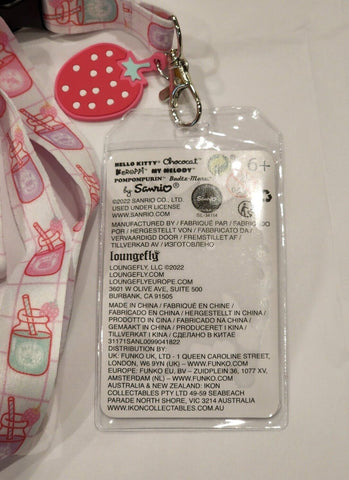 HELLO KITTY Chococat
KEROPPI MY MELODY
POMPOMPURIN Badtz-Maru
6+
by Sanrio®
©2022 SANRIO CO., LTD.
USED UNDER LICENSE
WWW.SANRIO.COM
MANUFACTURED BY / FABRIQUÉ PAR / FABRICADO
POR / HERGESTELLT VON / FABBRICATO DA /
VERVAARDIGD DOOR / FREMSTILLET AF /
TILLVERKAD AV / ИЗГОТОВЛЕНО
loungefly
LOUNGEFLY, LLC ©2022
LOUNGEFLY.COM
LOUNGEFLYEUROPE.COM
3601 W OLIVE AVE, SUITE 500
BURBANK, CA 91505
MADE IN CHINA / FABRIQUÉ EN CHINE /
FABRICADO EN CHINA / HERGESTELLT IN CHINA /
PRODOTTO IN CINA / FABRICADO NA CHINA /
GEMAAKT IN CHINA / PRODUCERET I KINA /
TILLVERKAT I KINA / СДЕЛАНО В КИТАЕ
31171SANL0099041822
DISTRIBUTION BY:
UK: FUNKO UK, LTD - 1 QUEEN CAROLINE STREET,
LONDON, W6 9YN (UK) – WWW.FUNKO.COM
EUROPE: FUNKO EU, BV – ZUIDPLEIN 36, 1077 XV,
AMSTERDAM (NL) – WWW.FUNKO.COM
AUSTRALIA & NEW ZEALAND: IKON
COLLECTABLES PTY LTD 49-59 SEABEACH
PARADE NORTH SHORE, VIC 3214 AUSTRALIA
WWW.IKONCOLLECTABLES.COM.AU